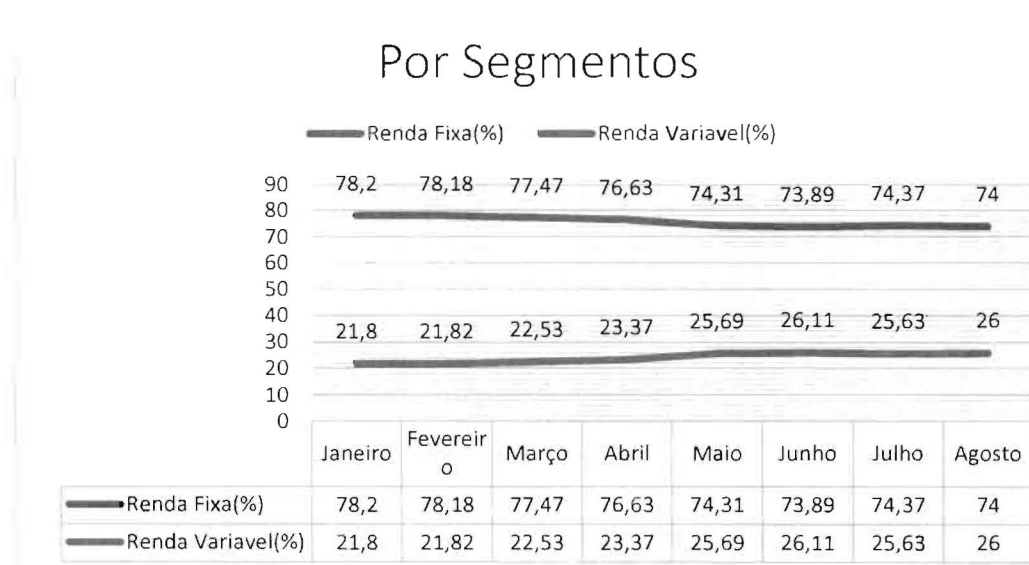 Por Segmentos
Renda Fixa(%) Renda Variavel(%)
90 78,2 78,18 77,47 76,63 74,31 73,89 74,37 74
80
70
60
50
40
30 21,8 21,82 22,53 23,37 25,69 26,11 25,63 26
20
10
0
Janeiro Fevereiro Março Abril Maio Junho Julho Agosto
Renda Fixa(%) 78,2 78,18 77,47 76,63 74,31 73,89 74,37 74
Renda Variavel(%) 21,8 21,82 22,53 23,37 25,69 26,11 25,63 26